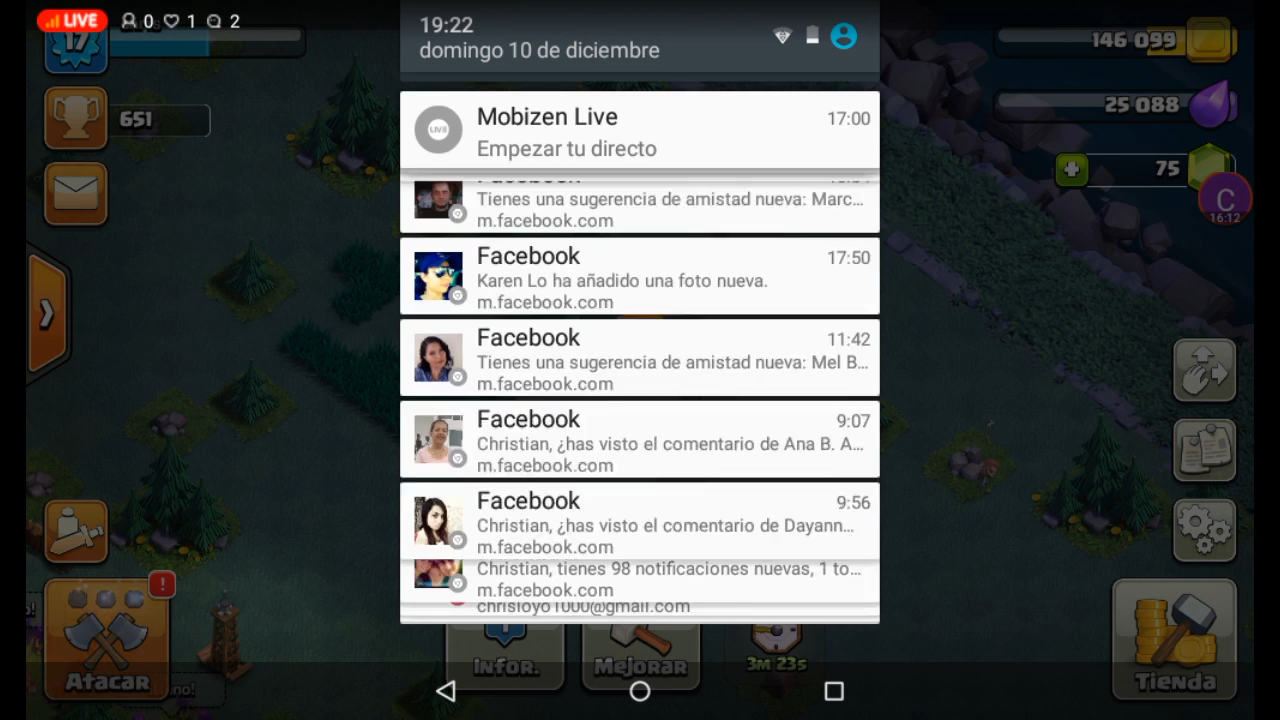 LIVE 0 1 2
17
651
19:22
domingo 10 de diciembre
146 099
25 088
75
C
16:12
LIVE
Mobizen Live 17:00
Empezar tu directo
Tienes una sugerencia de amistad nueva: Marc...
m.facebook.com
Facebook 17:50
Karen Lo ha añadido una foto nueva.
m.facebook.com
Facebook 11:42
Tienes una sugerencia de amistad nueva: Mel B...
m.facebook.com
Facebook 9:07
Christian, ¿has visto el comentario de Ana B. A...
m.facebook.com
Facebook 9:56
Christian, ¿has visto el comentario de Dayann...
m.facebook.com
Christian, tienes 98 notificaciones nuevas, 1 to...
m.facebook.com
chrisloyo1000@gmail.com
!
Atacar
Infor.
Mejorar
3M 23s
Tienda